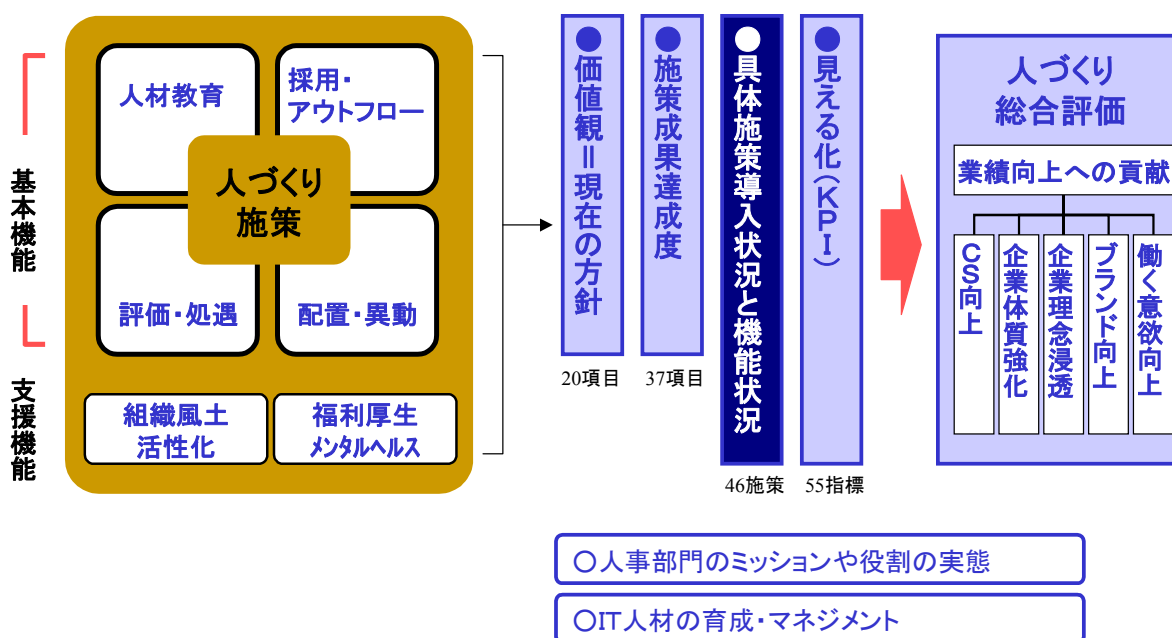 基本機能
支援機能
人材教育
採用・
アウトフロー
人づくり
施策
評価・処遇
配置・異動
組織風土
活性化
福利厚生
メンタルヘルス
●価値観=現在の方針
20項目
●施策成果達成度
37項目
●具体施策導入状況と機能状況
46施策
●見える化(KPI)
55指標
人づくり
総合評価
業績向上への貢献
CS向上
企業体質強化
企業理念浸透
ブランド向上
働く意欲向上
○人事部門のミッションや役割の実態
○IT人材の育成・マネジメント